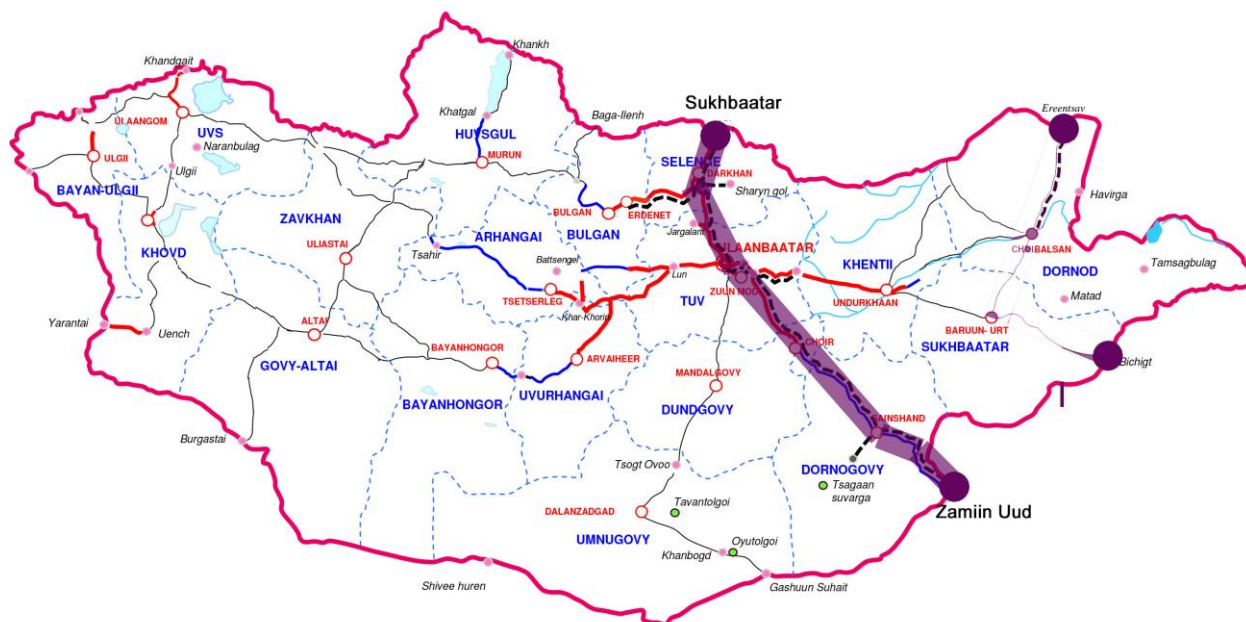 Khankh
Khandgait
Sukhbaatar
Ereentsav
Khatgal
Baga-Ilenh
ULAANGOM
UVS
Naranbulag
HUVSGUL
SELENGE
ULGII
Ulgii
MURUN
DARKHAN
Sharyn gol
BAYAN-ULGII
Havirga
ZAVKHAN
BULGAN
ERDENET
Jargalant
ARHANGAI
BULGAN
ULAANBAATAR
CHOIBALSAN
KHOVD
ULIASTAI
Tsahir
Battsengel
Lun
KHENTII
DORNOD
Tamsagbulag
ZUUN MOD
TSETSERLEG
Khar-Khorin
TUV
UNDURKHAAN
Matad
Yarantai
Uench
ALTAI
BARUUN- URT
SUKHBAATAR
BAYANHONGOR
ARVAIHEER
CHOIR
Bichigt
GOVY-ALTAI
BAYANHONGOR
UVURHANGAI
MANDALGOVY
DUNDGOVY
Burgastai
SAINSHAND
Tsogt Ovoo
DORNOGOVY
Tsagaan
suvarga
DALANZADGAD
Tavantolgoi
Zamiin Uud
UMNUGOVY
Oyutolgoi
Khanbogd
Shivee huren
Gashuun Suhait